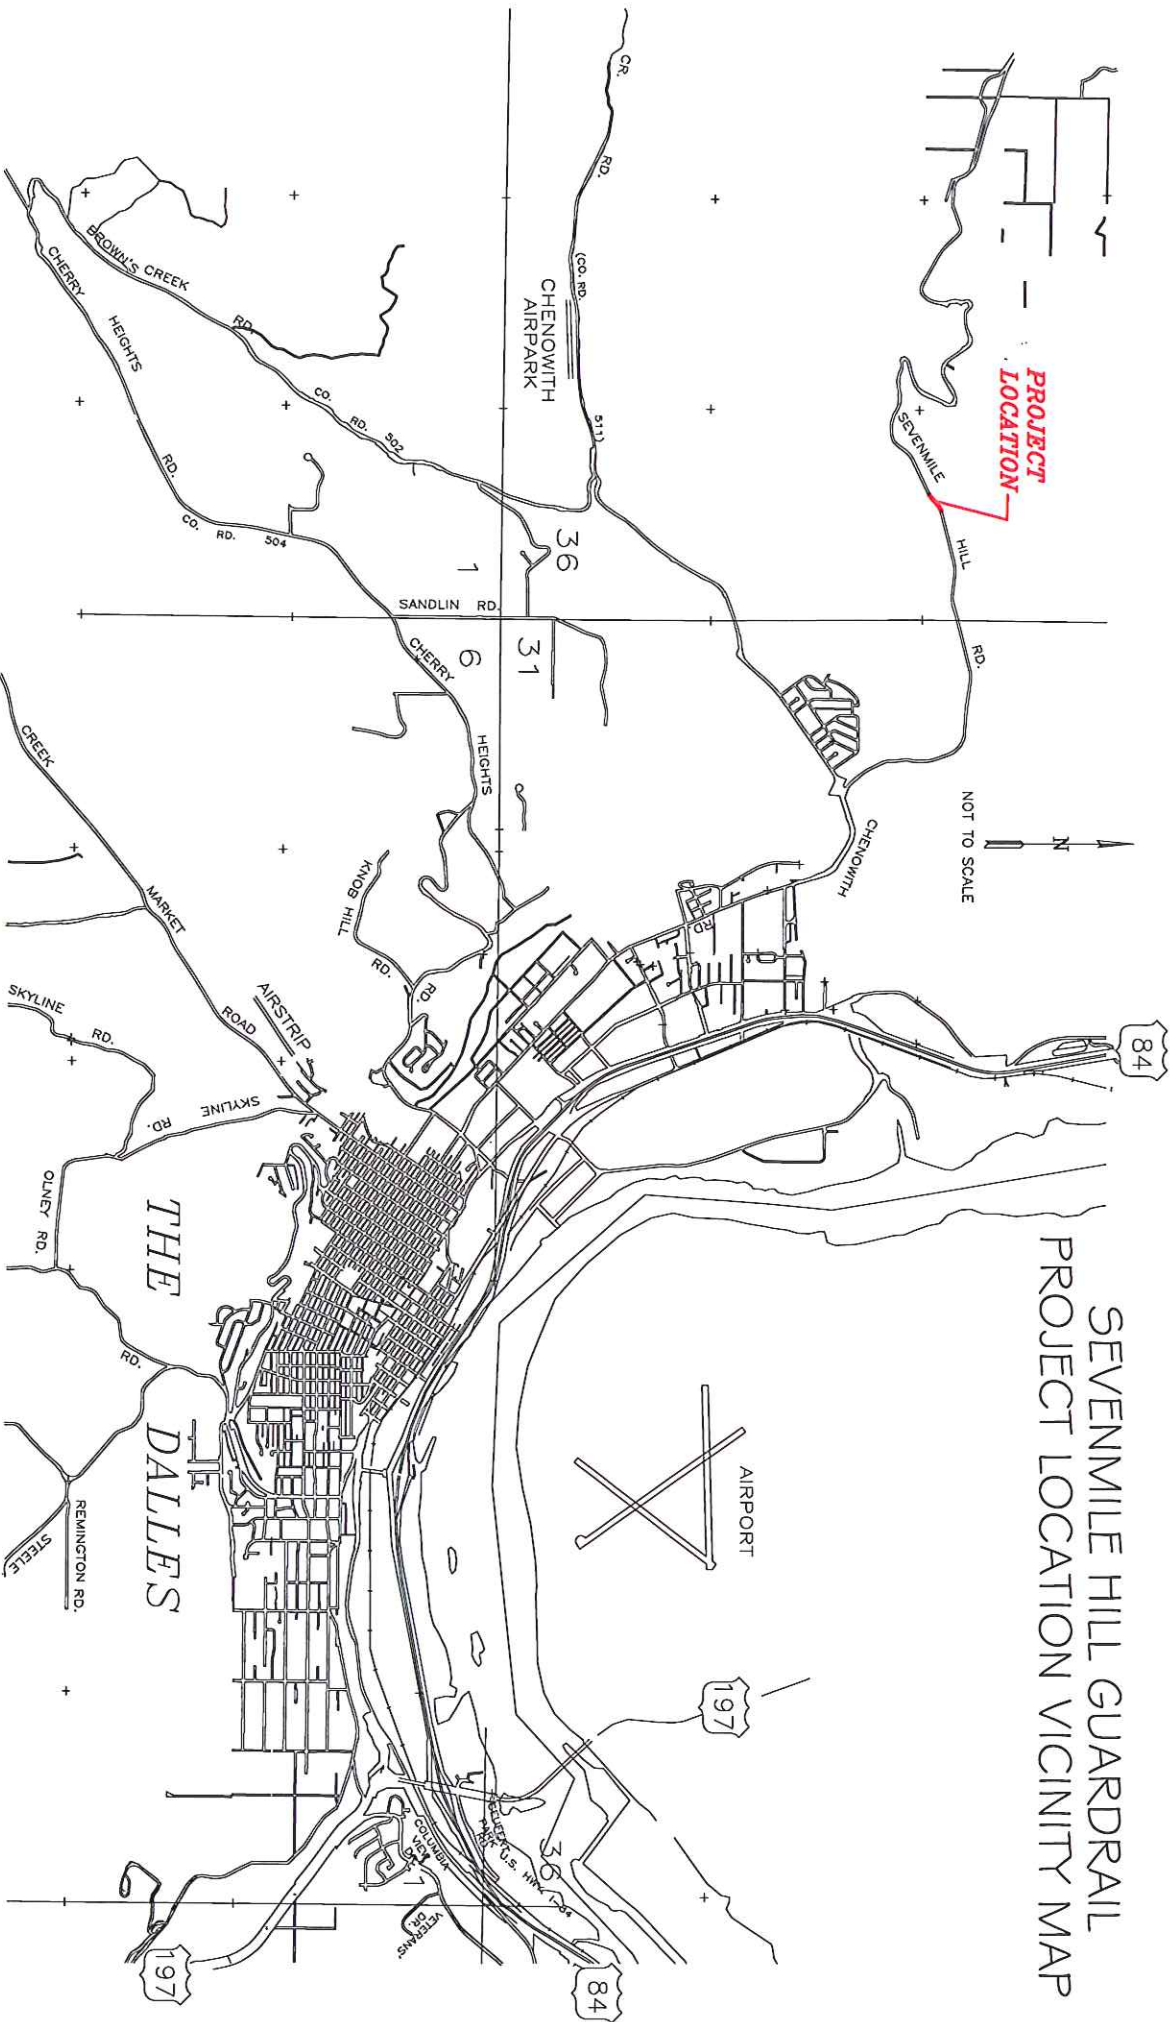 SEVENMILE HILL GUARDRAIL
PROJECT LOCATION VICINITY MAP
PROJECT
LOCATION
N
NOT TO SCALE
SEVENMILE
HILL
RD.
CR.
RD.
(CO. RD.
511)
CHENOWITH
AIRPARK
CHENOWITH
RD
BROWN'S CREEK
RD.
CO.
RD.
502
CHERRY
HEIGHTS
RD.
CO.
RD.
504
36
1
31
6
SANDLIN RD.
CHERRY
HEIGHTS
RD.
KNOB HILL
RD.
CREEK
MARKET
ROAD
AIRSTRIP
SKYLINE
RD.
SKYLINE
RD.
OLNEY RD.
RD.
REMINGTON RD.
STEELE
THE
DALLES
AIRPORT
84
197
36
U.S. HWY. I-84
PARK
RD.
COLUMBIA
VIEW
DR.
1
VETERANS'
DR.
84
197